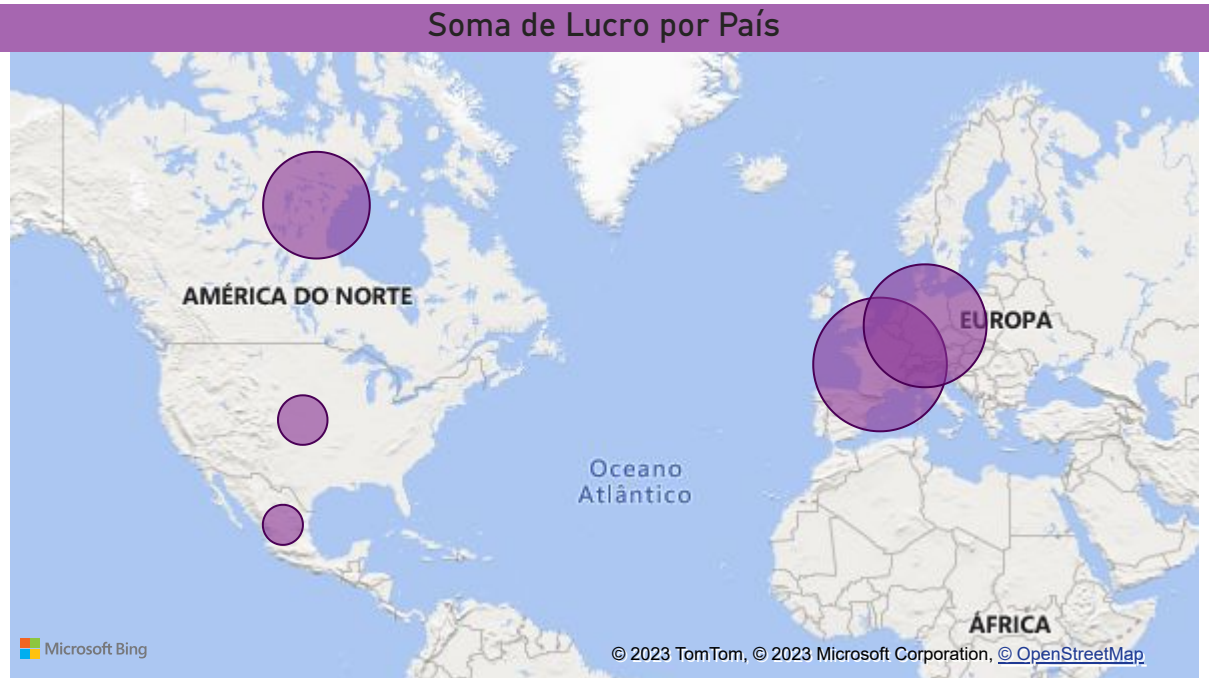 Soma de Lucro por País
AMÉRICA DO NORTE
EUROPA
Oceano
Atlântico
ÁFRICA
Microsoft Bing
© 2023 TomTom, © 2023 Microsoft Corporation, © OpenStreetMap